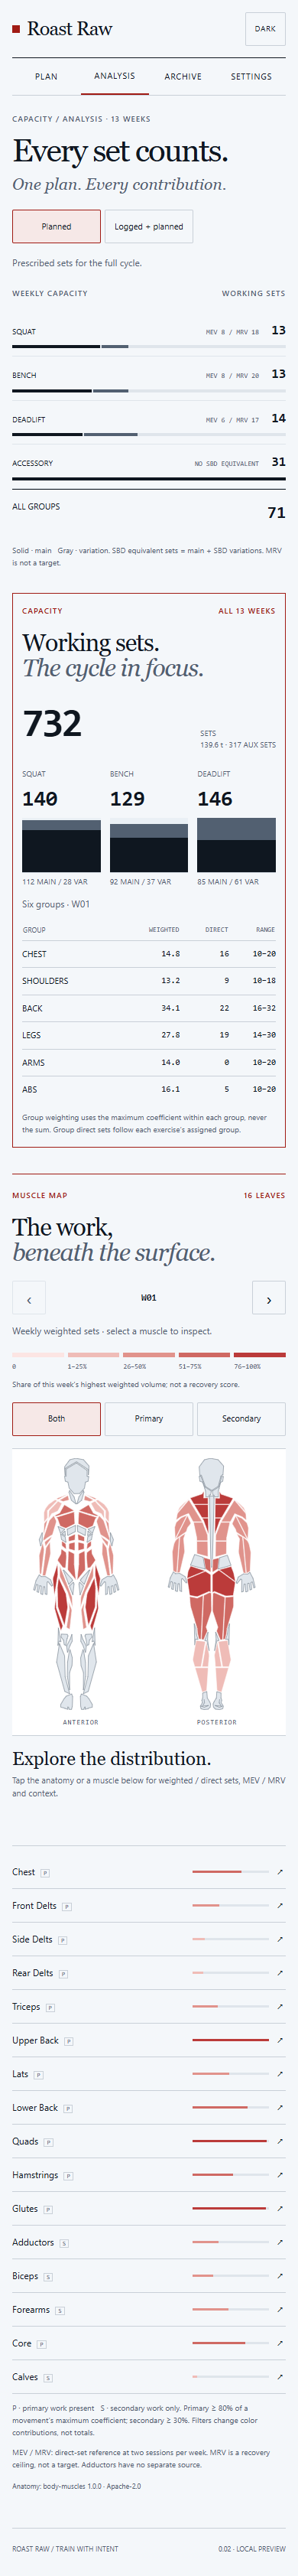 Roast Raw
DARK
PLAN
ANALYSIS
ARCHIVE
SETTINGS
CAPACITY / ANALYSIS · 13 WEEKS
Every set counts.
One plan. Every contribution.
Planned
Logged + planned
Prescribed sets for the full cycle.
WEEKLY CAPACITY
WORKING SETS
SQUAT MEV 8 / MRV 18 13
BENCH MEV 8 / MRV 20 13
DEADLIFT MEV 6 / MRV 17 14
ACCESSORY NO SBD EQUIVALENT 31
ALL GROUPS 71
Solid · main Gray · variation. SBD equivalent sets = main + SBD variations. MRV
is not a target.
CAPACITY
ALL 13 WEEKS
Working sets.
The cycle in focus.
732
SETS
139.6 t · 317 AUX SETS
SQUAT BENCH DEADLIFT
140 129 146
112 MAIN / 28 VAR 92 MAIN / 37 VAR 85 MAIN / 61 VAR
Six groups · W01
GROUP WEIGHTED DIRECT RANGE
CHEST 14.8 16 10–20
SHOULDERS 13.2 9 10–18
BACK 34.1 22 16–32
LEGS 27.8 19 14–30
ARMS 14.0 0 10–20
ABS 16.1 5 10–20
Group weighting uses the maximum coefficient within each group, never
the sum. Group direct sets follow each exercise's assigned group.
MUSCLE MAP
16 LEAVES
The work,
beneath the surface.
‹
W01
›
Weekly weighted sets · select a muscle to inspect.
0 1–25% 26–50% 51–75% 76–100%
Share of this week's highest weighted volume; not a recovery score.
Both
Primary
Secondary
ANTERIOR POSTERIOR
Explore the distribution.
Tap the anatomy or a muscle below for weighted / direct sets, MEV / MRV
and context.
Chest P ↗
Front Delts P ↗
Side Delts P ↗
Rear Delts P ↗
Triceps P ↗
Upper Back P ↗
Lats P ↗
Lower Back P ↗
Quads P ↗
Hamstrings P ↗
Glutes P ↗
Adductors S ↗
Biceps S ↗
Forearms S ↗
Core P ↗
Calves S ↗
P · primary work present S · secondary work only. Primary ≥ 80% of a
movement's maximum coefficient; secondary ≥ 30%. Filters change color
contributions, not totals.
MEV / MRV: direct-set reference at two sessions per week. MRV is a recovery
ceiling, not a target. Adductors have no separate source.
Anatomy: body-muscles 1.0.0 · Apache-2.0
ROAST RAW / TRAIN WITH INTENT
0.02 · LOCAL PREVIEW